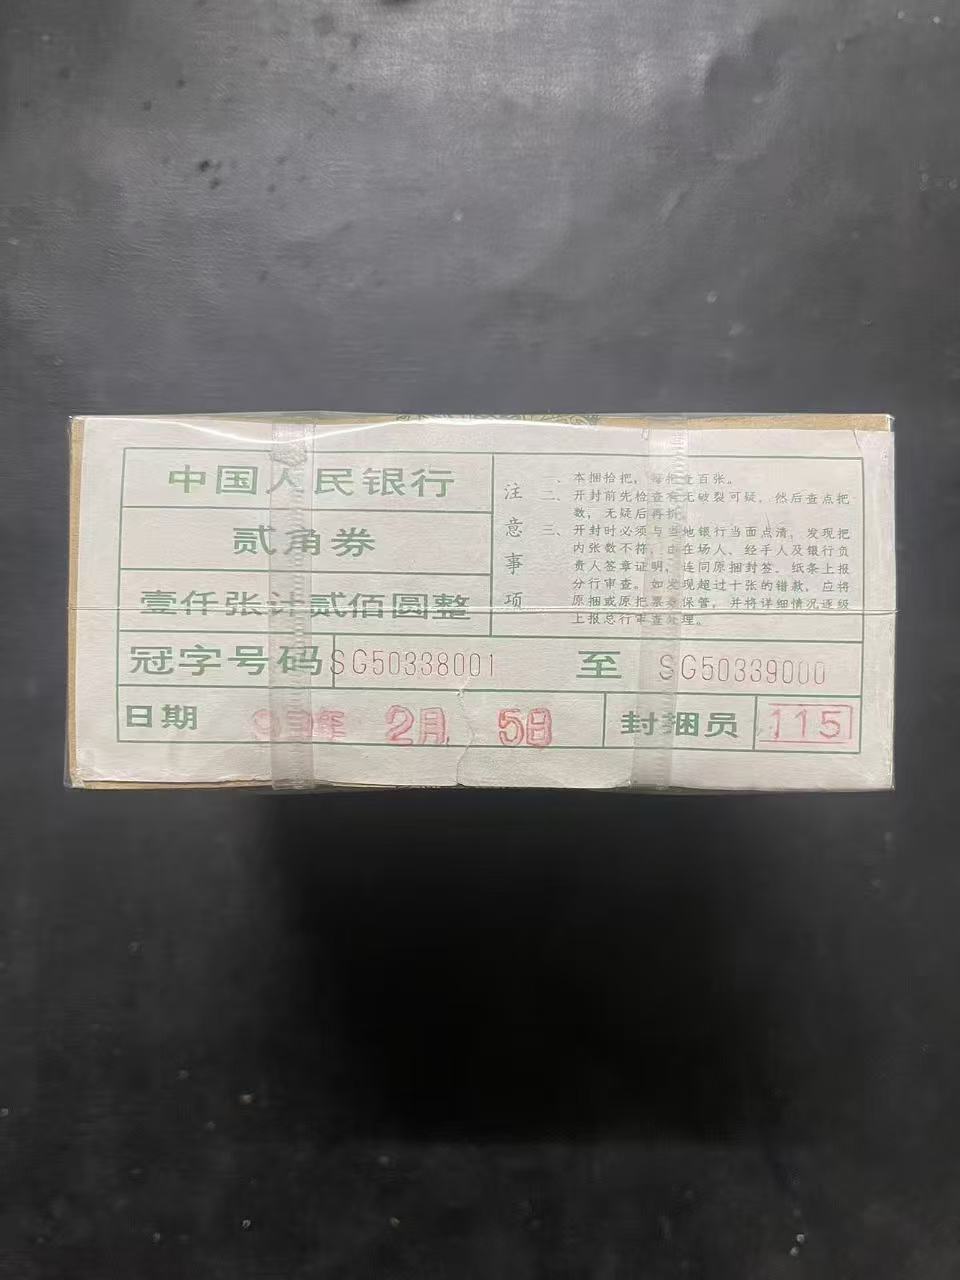 中国人民银行
贰角券
壹仟张计贰佰圆整
注意事项
一、本捆拾把，每把壹百张。
二、开封前先检查有无破裂可疑，然后查点把
数，无疑后再拆。
三、开封时必须与当地银行当面点清，发现把
内张数不符，由在场人、经手人及银行负
责人签章证明，连同原捆封签、纸条上报
分行审查。如发现超过十张的错款，应将
原捆或原把票券保管，并将详细情况逐级
上报总行审查处理。
冠字号码 SG50338001 至 SG50339000
日期 年 2月 5日 封捆员 115